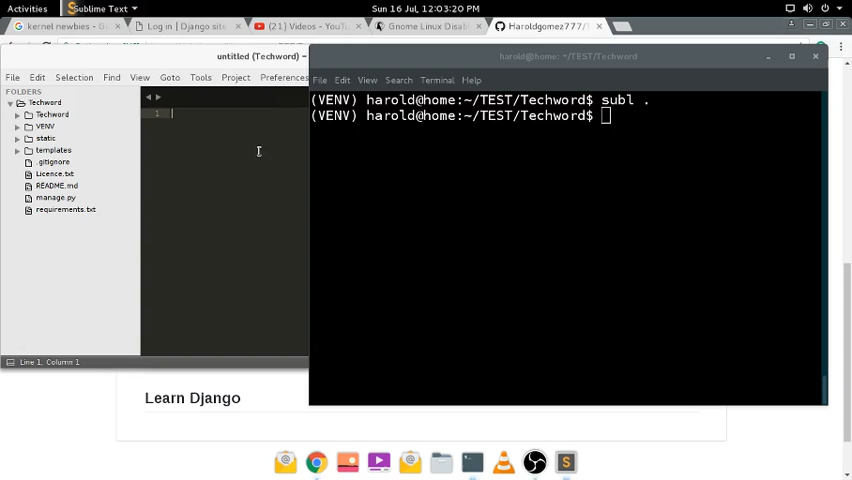 Activities
Sublime Text
Sun 16 Jul, 12:03:20 PM
kernel newbies - G
Log in | Django site
(21) Videos - YouTu
Gnome Linux Disab
Haroldgomez777/
untitled (Techword) –
harold@home: ~/TEST/Techword
File Edit Selection Find View Goto Tools Project Preferences
File Edit View Search Terminal Help
FOLDERS
Techword
Techword
VENV
static
templates
.gitignore
Licence.txt
README.md
manage.py
requirements.txt
1
(VENV) harold@home:~/TEST/Techword$ subl .
(VENV) harold@home:~/TEST/Techword$
Line 1, Column 1
Learn Django